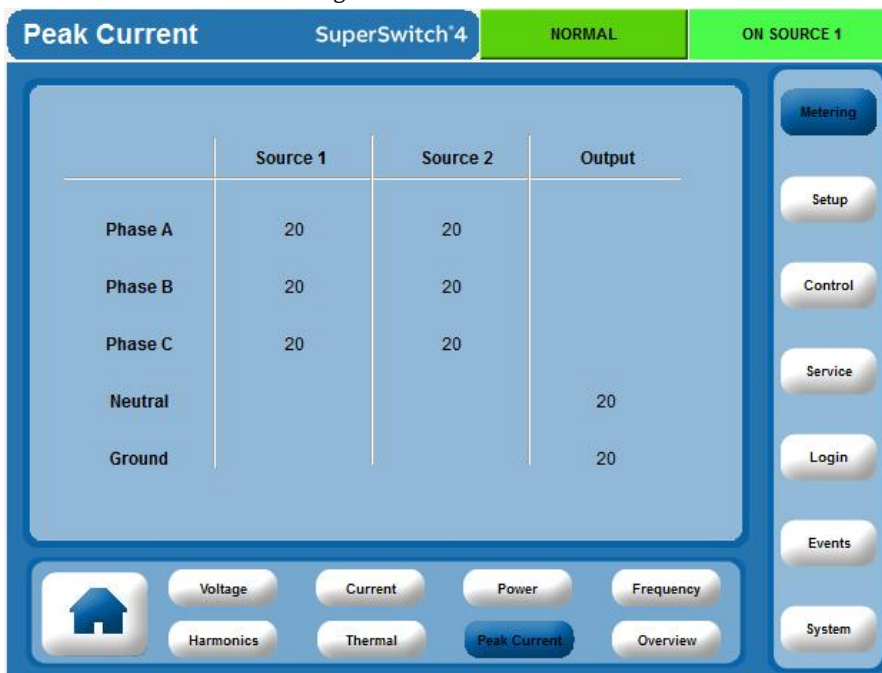 Peak Current SuperSwitch®4 NORMAL ON SOURCE 1
Metering
Source 1 Source 2 Output
Setup
Phase A 20 20
Phase B 20 20
Control
Phase C 20 20
Service
Neutral 20
Ground 20
Login
Events
Voltage Current Power Frequency
Harmonics Thermal Peak Current Overview
System